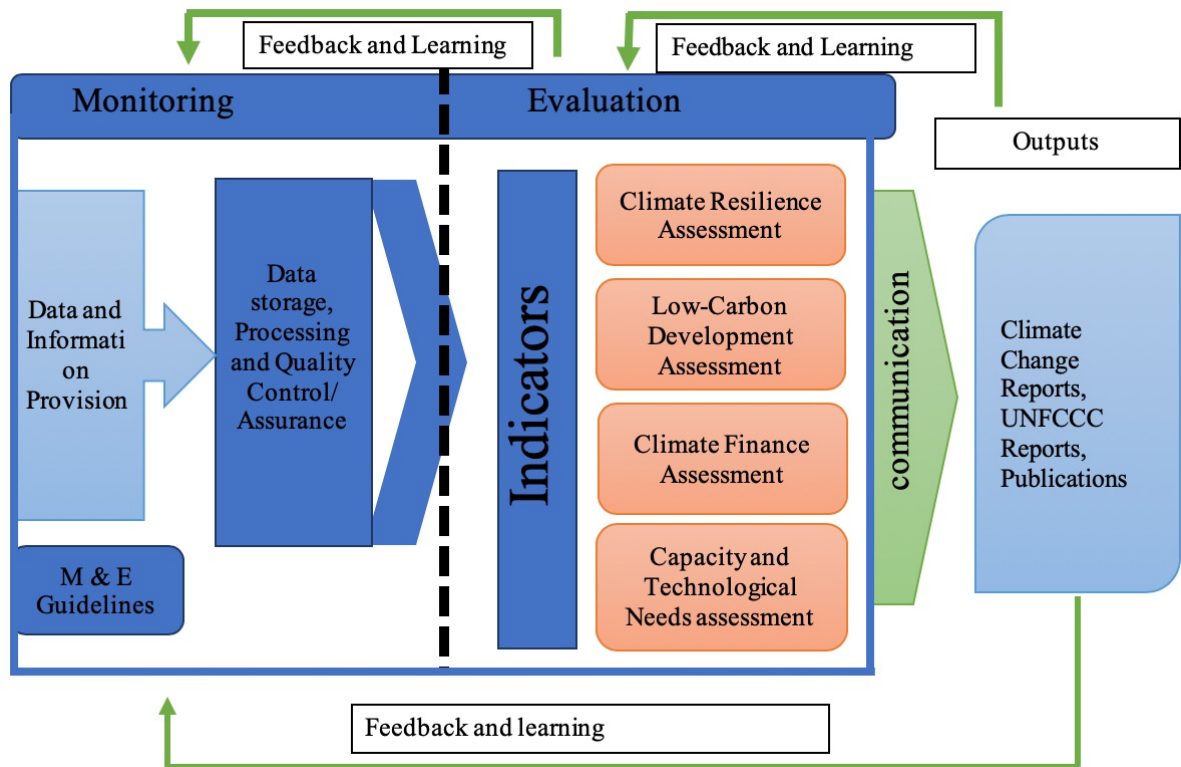 Feedback and Learning
Feedback and Learning
Monitoring
Evaluation
Outputs
Data and
Informati
on
Provision
Data
storage,
Processing
and Quality
Control/
Assurance
M & E
Guidelines
Indicators
Climate Resilience
Assessment
Low-Carbon
Development
Assessment
Climate Finance
Assessment
Capacity and
Technological
Needs assessment
communication
Climate
Change
Reports,
UNFCCC
Reports,
Publications
Feedback and learning